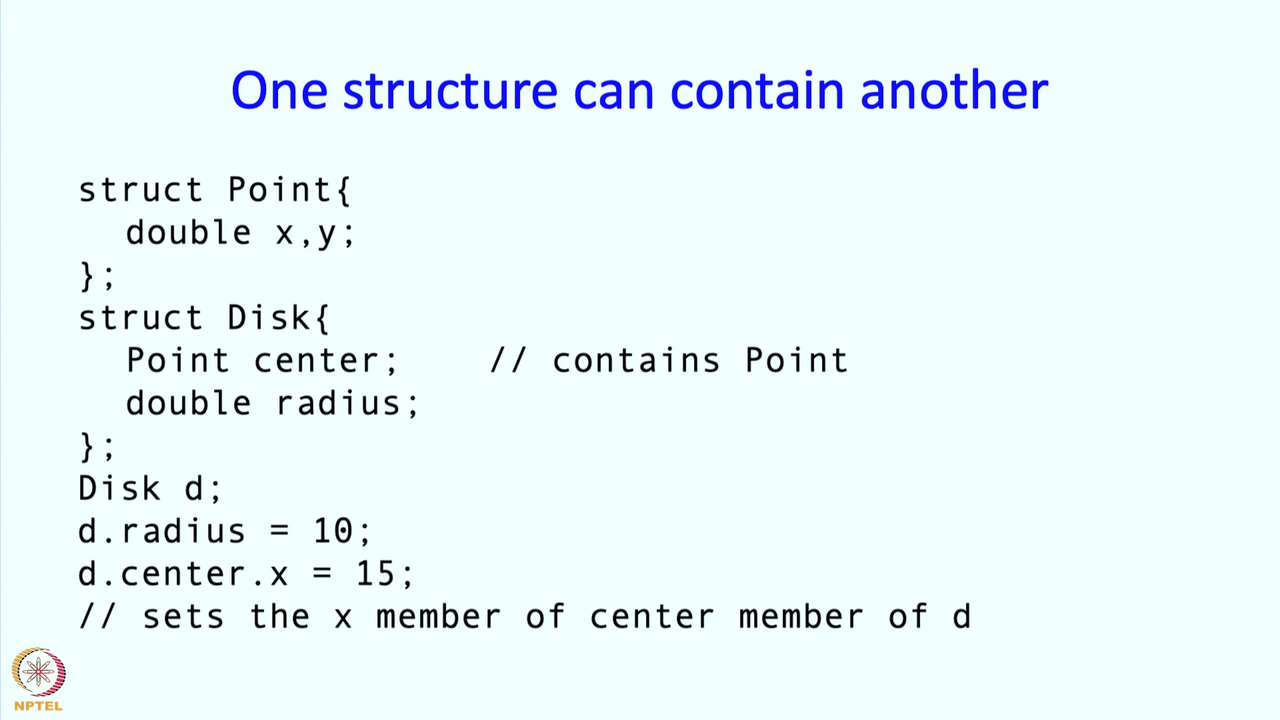 One structure can contain another
struct Point{
  double x,y;
};
struct Disk{
  Point center;    // contains Point
  double radius;
};
Disk d;
d.radius = 10;
d.center.x = 15;
// sets the x member of center member of d
NPTEL